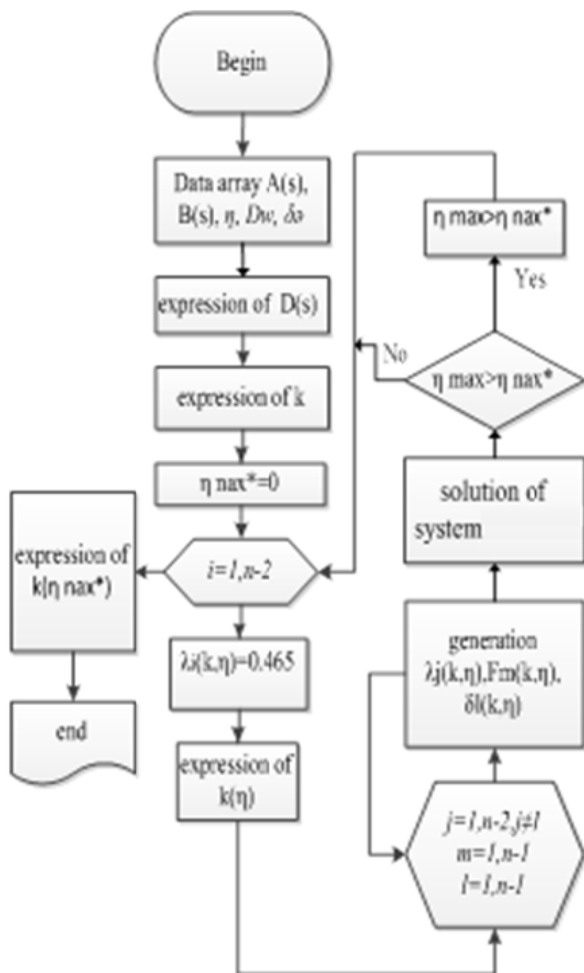 Begin
Data array A(s),
B(s), η, Dw, δə
expression of D(s)
expression of k
η nax*=0
i=1,n-2
expression of
k(η nax*)
end
λi(k,η)=0.465
expression of
k(η)
j=1,n-2,j≠1
m=1,n-1
l=1,n-1
generation
λj(k,η),Fm(k,η),
δl(k,η)
solution of
system
η max>η nax*
No
Yes
η max>η nax*